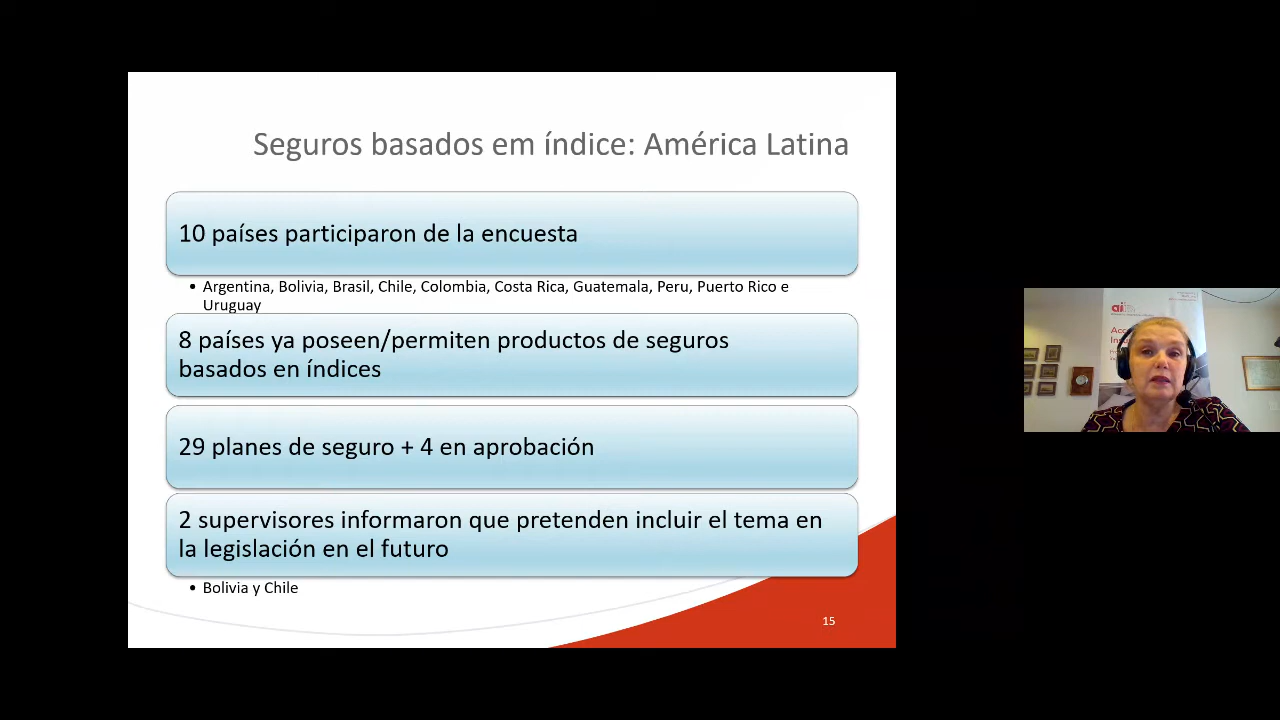 Seguros basados em índice: América Latina
10 países participaron de la encuesta
• Argentina, Bolivia, Brasil, Chile, Colombia, Costa Rica, Guatemala, Peru, Puerto Rico e
Uruguay
8 países ya poseen/permiten productos de seguros
basados en índices
29 planes de seguro + 4 en aprobación
2 supervisores informaron que pretenden incluir el tema en
la legislación en el futuro
• Bolivia y Chile
15